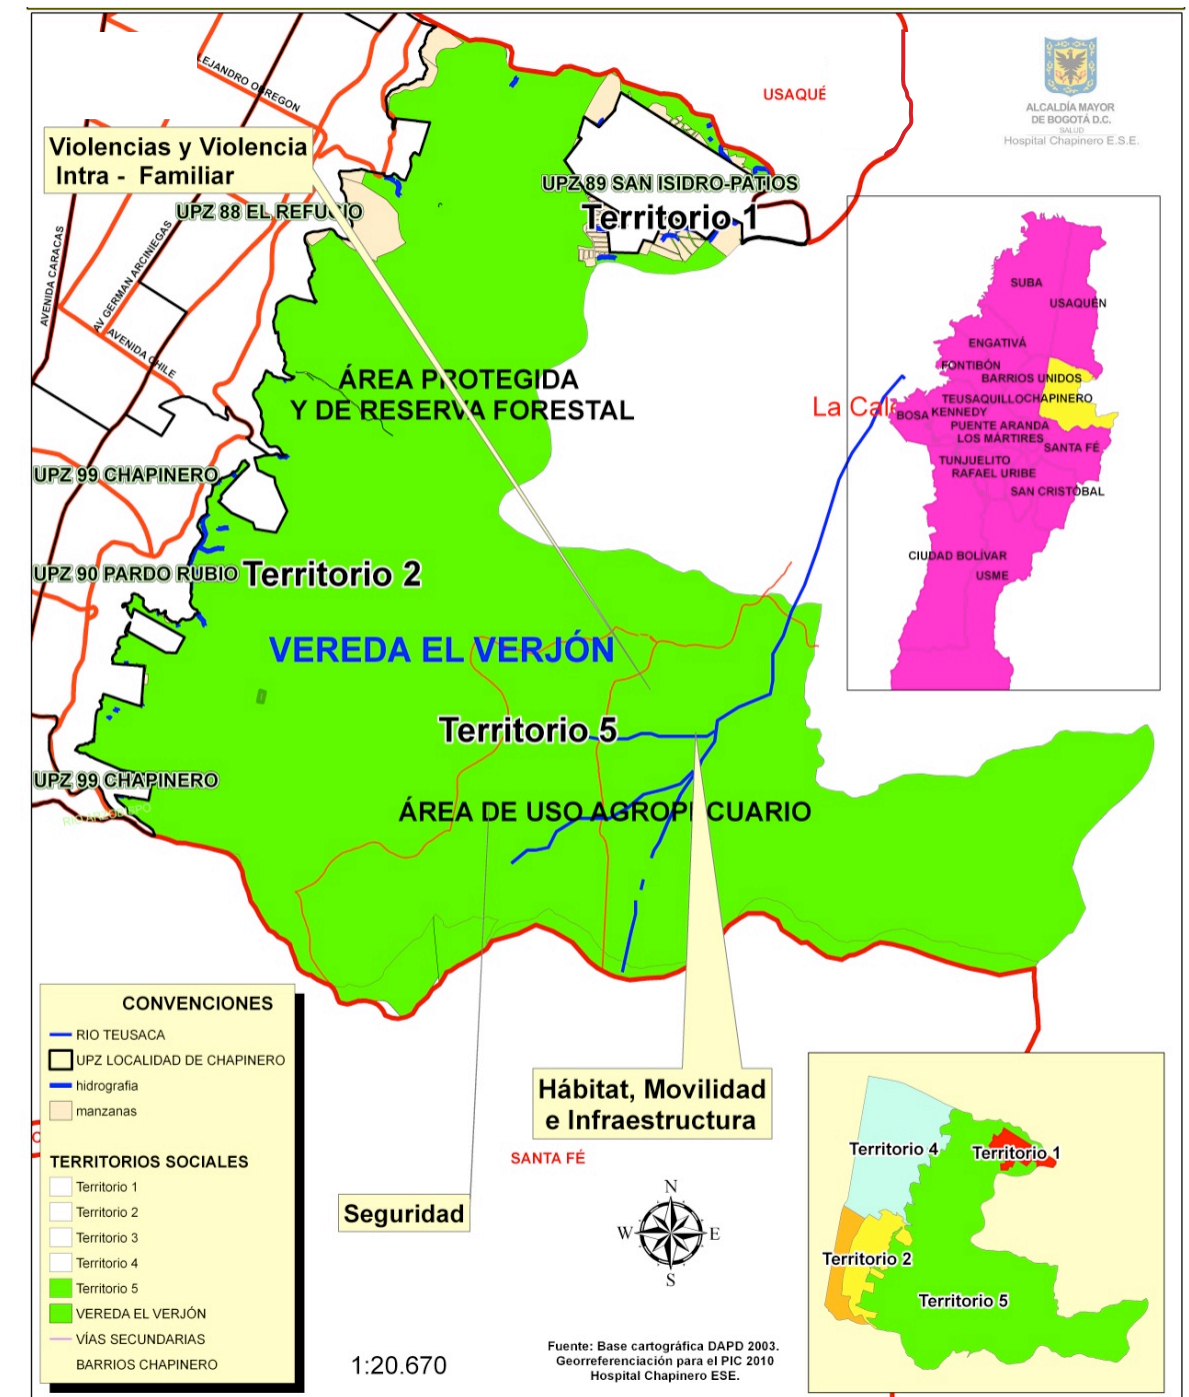 LEJANDRO OBREGON
USAQUÉ
ALCALDÍA MAYOR
DE BOGOTÁ D.C.
SALUD
Hospital Chapinero E.S.E.
Violencias y Violencia
Intra - Familiar
UPZ 89 SAN ISIDRO-PATIOS
Territorio 1
UPZ 88 EL REFUGIO
AVENIDA CARACAS
AV GERMAN ARCINIEGAS
AVENIDA CHILE
ÁREA PROTEGIDA
Y DE RESERVA FORESTAL
La Cale
SUBA
USAQUÉN
ENGATIVÁ
FONTIBÓN
BARRIOS UNIDOS
TEUSAQUILLO
CHAPINERO
BOSA
KENNEDY
PUENTE ARANDA
LOS MÁRTIRES
SANTA FÉ
TUNJUELITO
RAFAEL URIBE
SAN CRISTÓBAL
CIUDAD BOLÍVAR
USME
UPZ 99 CHAPINERO
UPZ 90 PARDO RUBIO
Territorio 2
VEREDA EL VERJÓN
Territorio 5
UPZ 99 CHAPINERO
ÁREA DE USO AGROPECUARIO
CONVENCIONES
RIO TEUSACA
UPZ LOCALIDAD DE CHAPINERO
hidrografia
manzanas
TERRITORIOS SOCIALES
Territorio 1
Territorio 2
Territorio 3
Territorio 4
Territorio 5
VEREDA EL VERJÓN
VÍAS SECUNDARIAS
BARRIOS CHAPINERO
Hábitat, Movilidad
e Infraestructura
SANTA FÉ
Seguridad
N
W
E
S
1:20.670
Fuente: Base cartográfica DAPD 2003.
Georreferenciación para el PIC 2010
Hospital Chapinero ESE.
Territorio 4
Territorio 1
Territorio 2
Territorio 5